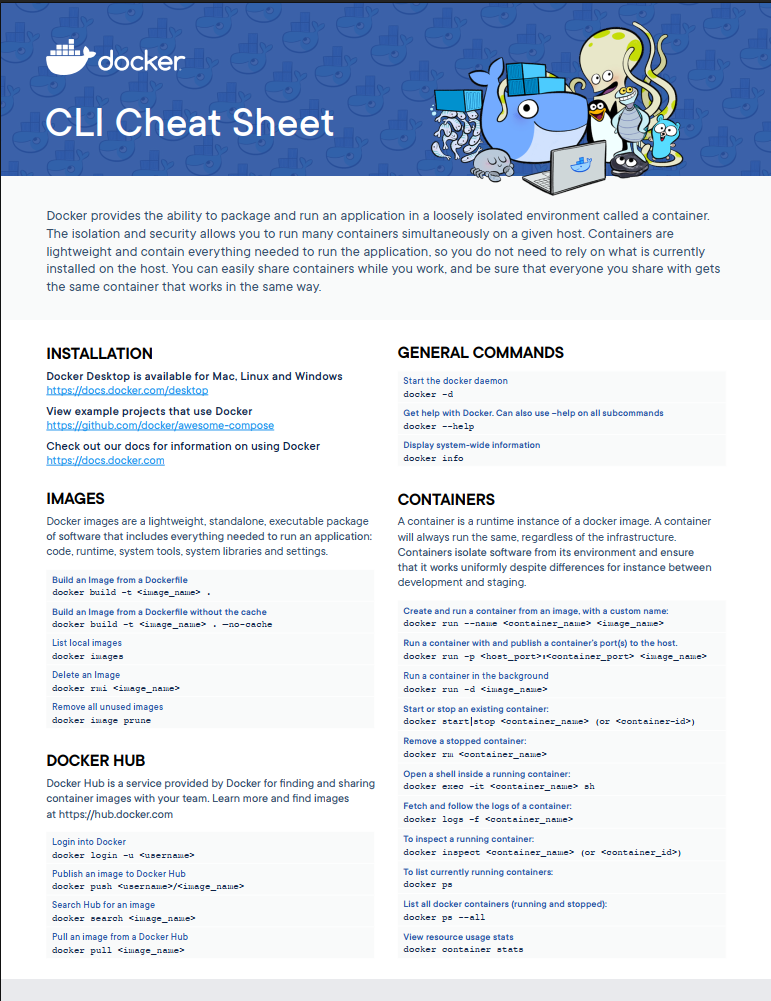 docker
CLI Cheat Sheet
Docker provides the ability to package and run an application in a loosely isolated environment called a container.
The isolation and security allows you to run many containers simultaneously on a given host. Containers are
lightweight and contain everything needed to run the application, so you do not need to rely on what is currently
installed on the host. You can easily share containers while you work, and be sure that everyone you share with gets
the same container that works in the same way.
INSTALLATION
Docker Desktop is available for Mac, Linux and Windows
https://docs.docker.com/desktop
View example projects that use Docker
https://github.com/docker/awesome-compose
Check out our docs for information on using Docker
https://docs.docker.com
IMAGES
Docker images are a lightweight, standalone, executable package
of software that includes everything needed to run an application:
code, runtime, system tools, system libraries and settings.
Build an Image from a Dockerfile
docker build -t <image_name> .
Build an Image from a Dockerfile without the cache
docker build -t <image_name> . —no-cache
List local images
docker images
Delete an Image
docker rmi <image_name>
Remove all unused images
docker image prune
DOCKER HUB
Docker Hub is a service provided by Docker for finding and sharing
container images with your team. Learn more and find images
at https://hub.docker.com
Login into Docker
docker login -u <username>
Publish an image to Docker Hub
docker push <username>/<image_name>
Search Hub for an image
docker search <image_name>
Pull an image from a Docker Hub
docker pull <image_name>
GENERAL COMMANDS
Start the docker daemon
docker -d
Get help with Docker. Can also use –help on all subcommands
docker --help
Display system-wide information
docker info
CONTAINERS
A container is a runtime instance of a docker image. A container
will always run the same, regardless of the infrastructure.
Containers isolate software from its environment and ensure
that it works uniformly despite differences for instance between
development and staging.
Create and run a container from an image, with a custom name:
docker run --name <container_name> <image_name>
Run a container with and publish a container's port(s) to the host.
docker run -p <host_port>:<container_port> <image_name>
Run a container in the background
docker run -d <image_name>
Start or stop an existing container:
docker start|stop <container_name> (or <container-id>)
Remove a stopped container:
docker rm <container_name>
Open a shell inside a running container:
docker exec -it <container_name> sh
Fetch and follow the logs of a container:
docker logs -f <container_name>
To inspect a running container:
docker inspect <container_name> (or <container_id>)
To list currently running containers:
docker ps
List all docker containers (running and stopped):
docker ps --all
View resource usage stats
docker container stats